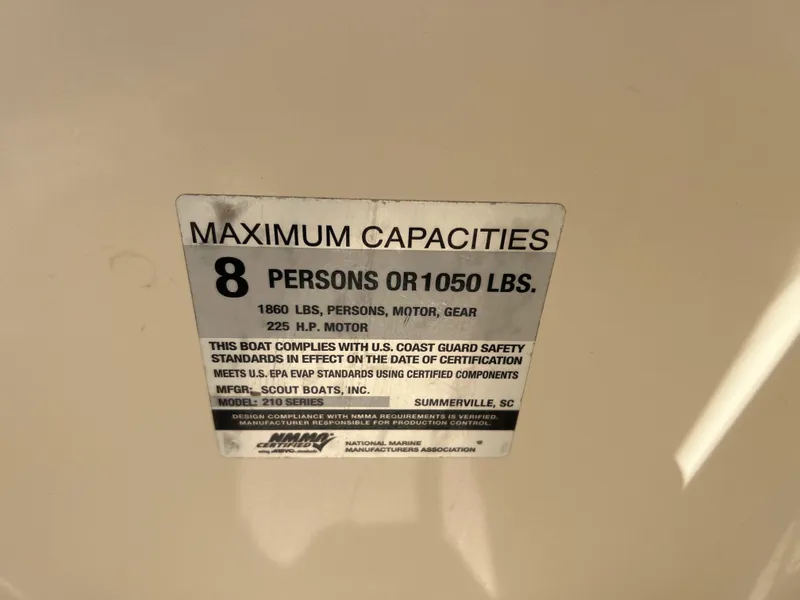 MAXIMUM CAPACITIES
8 PERSONS OR 1050 LBS.
1860 LBS, PERSONS, MOTOR, GEAR
225 H.P. MOTOR
THIS BOAT COMPLIES WITH U.S. COAST GUARD SAFETY
STANDARDS IN EFFECT ON THE DATE OF CERTIFICATION
MEETS U.S. EPA EVAP STANDARDS USING CERTIFIED COMPONENTS
MFGR: SCOUT BOATS, INC.
MODEL: 210 SERIES SUMMERVILLE, SC
DESIGN COMPLIANCE WITH NMMA REQUIREMENTS IS VERIFIED.
MANUFACTURER RESPONSIBLE FOR PRODUCTION CONTROL.
NMMA
CERTIFIED
NATIONAL MARINE
MANUFACTURERS ASSOCIATION